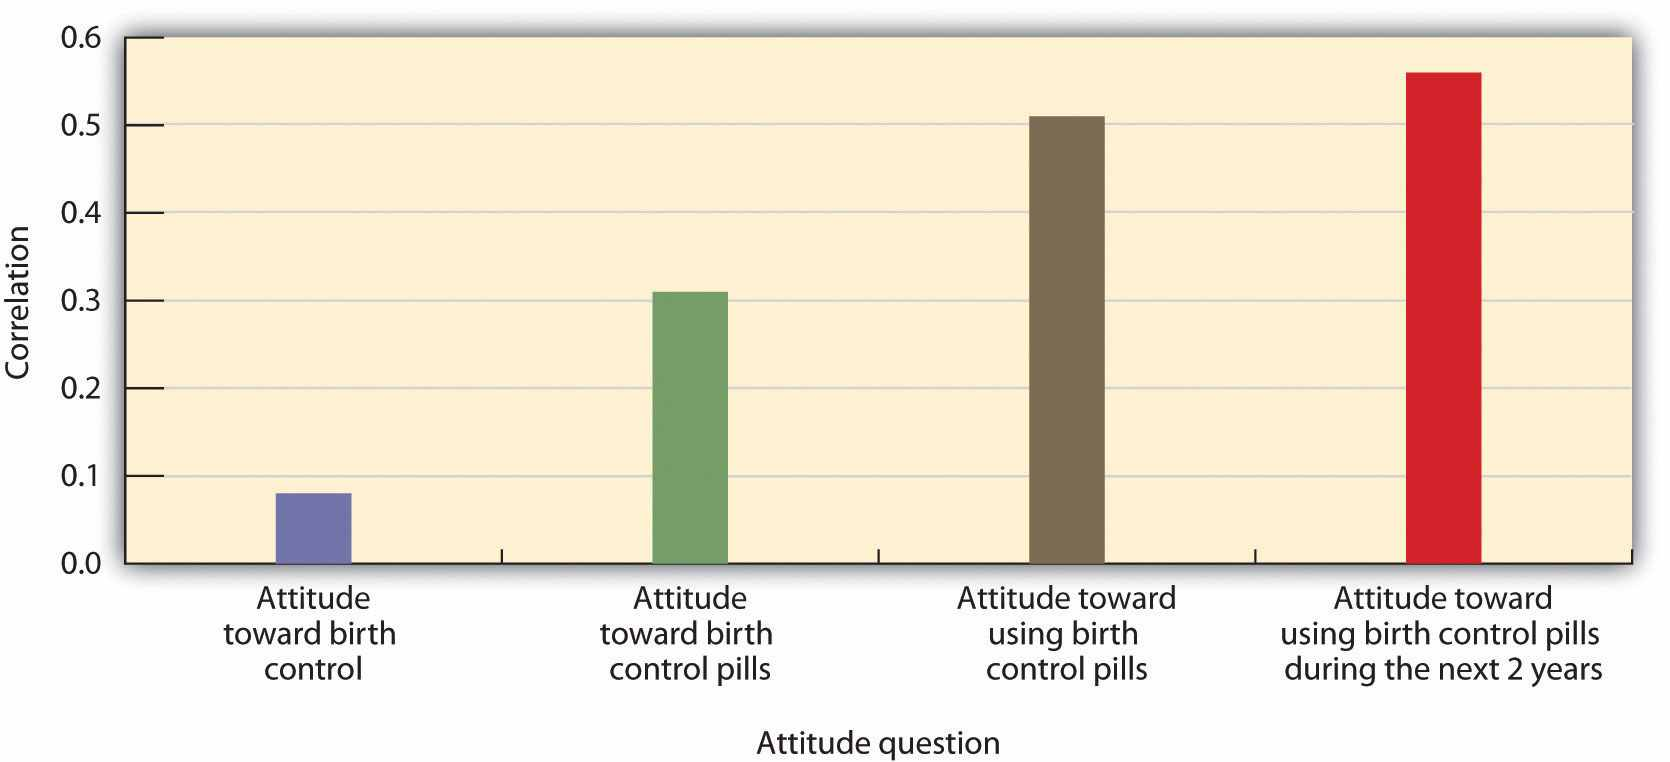 0.6
0.5
0.4
0.3
0.2
0.1
0.0
Correlation
Attitude
toward birth
control
Attitude
toward birth
control pills
Attitude toward
using birth
control pills
Attitude toward
using birth control pills
during the next 2 years
Attitude question